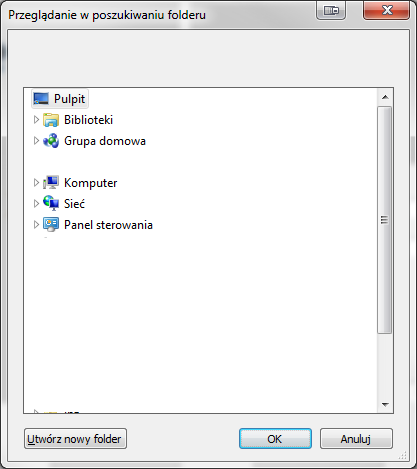 Przeglądanie w poszukiwaniu folderu
Pulpit
Biblioteki
Grupa domowa
Komputer
Sieć
Panel sterowania
Utwórz nowy folder
OK
Anuluj